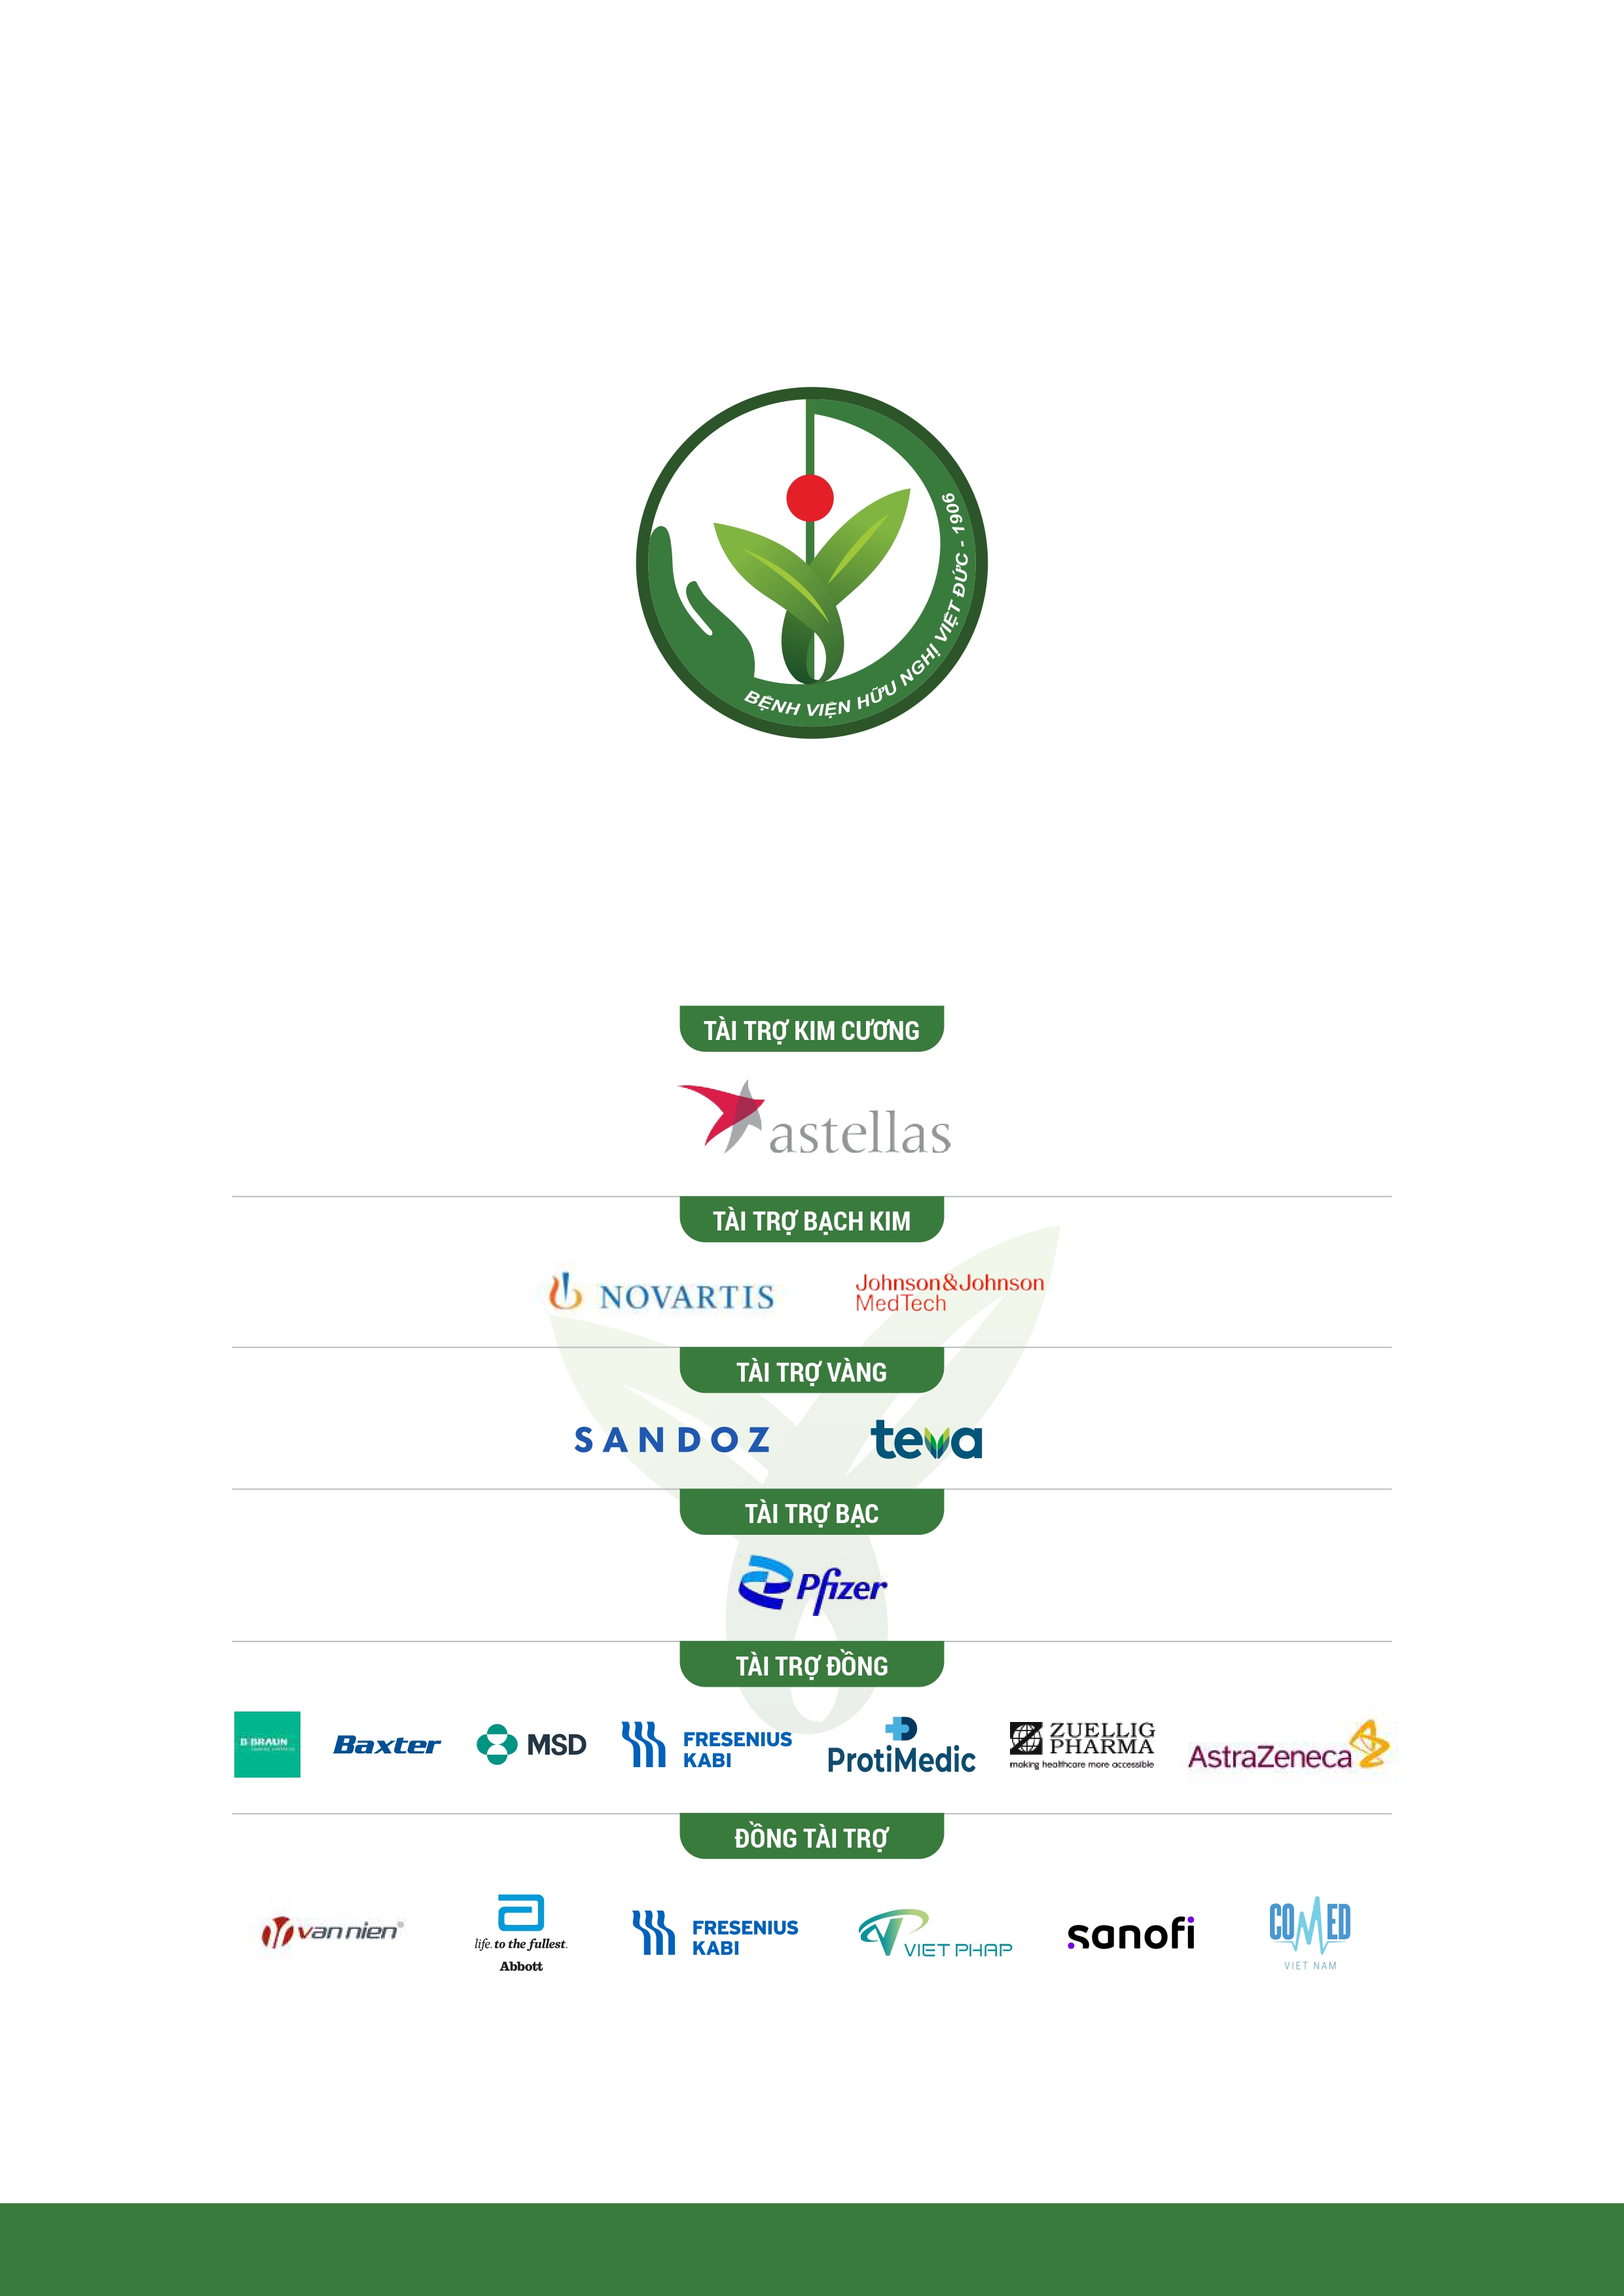 BỆNH VIỆN HỮU NGHỊ VIỆT ĐỨC - 1906
TÀI TRỢ KIM CƯƠNG
astellas
TÀI TRỢ BẠCH KIM
NOVARTIS
Johnson&Johnson
MedTech
TÀI TRỢ VÀNG
SANDOZ
teva
TÀI TRỢ BẠC
Pfizer
TÀI TRỢ ĐỒNG
B BRAUN
Baxter
MSD
FRESENIUS
KABI
ProtiMedic
ZUELLIG
PHARMA
making healthcare more accessible
AstraZeneca
ĐỒNG TÀI TRỢ
van nien®
life. to the fullest.
Abbott
FRESENIUS
KABI
VIET PHAP
sanofi
COMED
VIET NAM